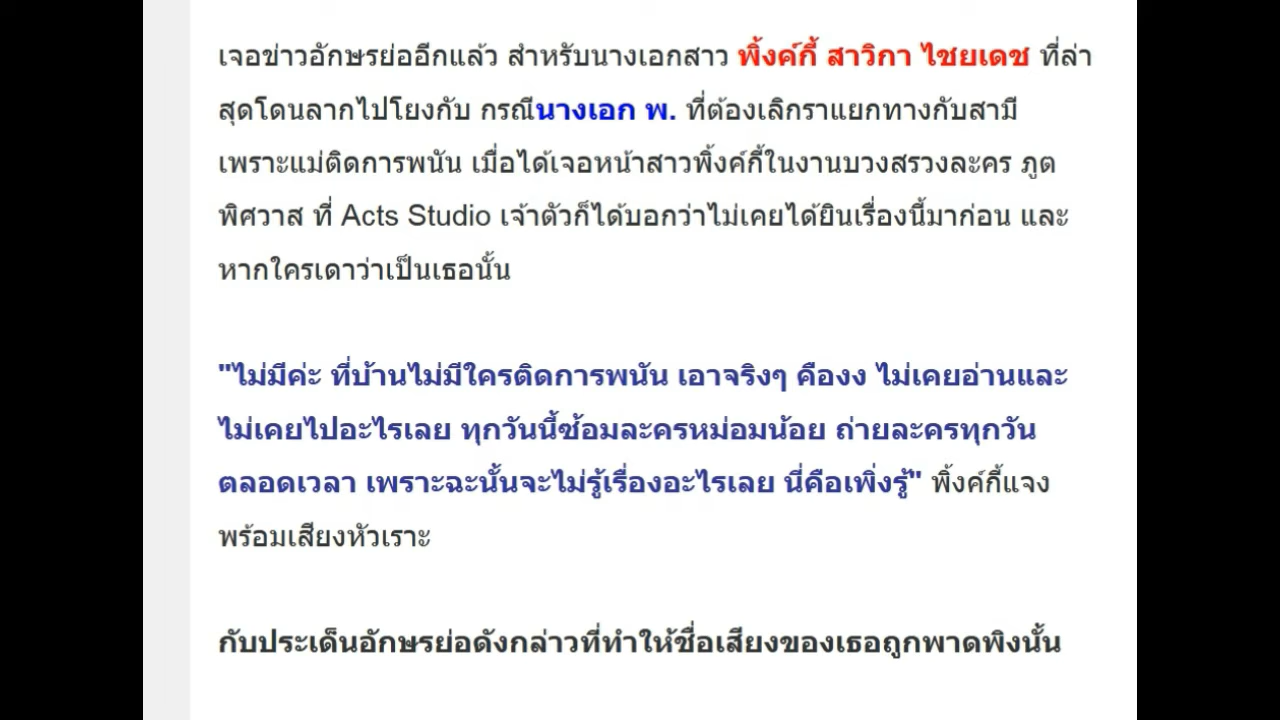 เจอข่าวอักษรย่ออีกแล้ว สำหรับนางเอกสาว พิ้งค์กี้ สาวิกา ไชยเดช ที่ล่า
สุดโดนลากไปโยงกับ กรณีนางเอก พ. ที่ต้องเลิกราแยกทางกับสามี
เพราะแม่ติดการพนัน เมื่อได้เจอหน้าสาวพิ้งค์กี้ในงานบวงสรวงละคร ภูต
พิศวาส ที่ Acts Studio เจ้าตัวก็ได้บอกว่าไม่เคยได้ยินเรื่องนี้มาก่อน และ
หากใครเดาว่าเป็นเธอนั้น
"ไม่มีค่ะ ที่บ้านไม่มีใครติดการพนัน เอาจริงๆ คืองง ไม่เคยอ่านและ
ไม่เคยไปอะไรเลย ทุกวันนี้ซ้อมละครหม่อมน้อย ถ่ายละครทุกวัน
ตลอดเวลา เพราะฉะนั้นจะไม่รู้เรื่องอะไรเลย นี่คือเพิ่งรู้" พิ้งค์กี้แจง
พร้อมเสียงหัวเราะ
กับประเด็นอักษรย่อดังกล่าวที่ทำให้ชื่อเสียงของเธอถูกพาดพิงนั้น